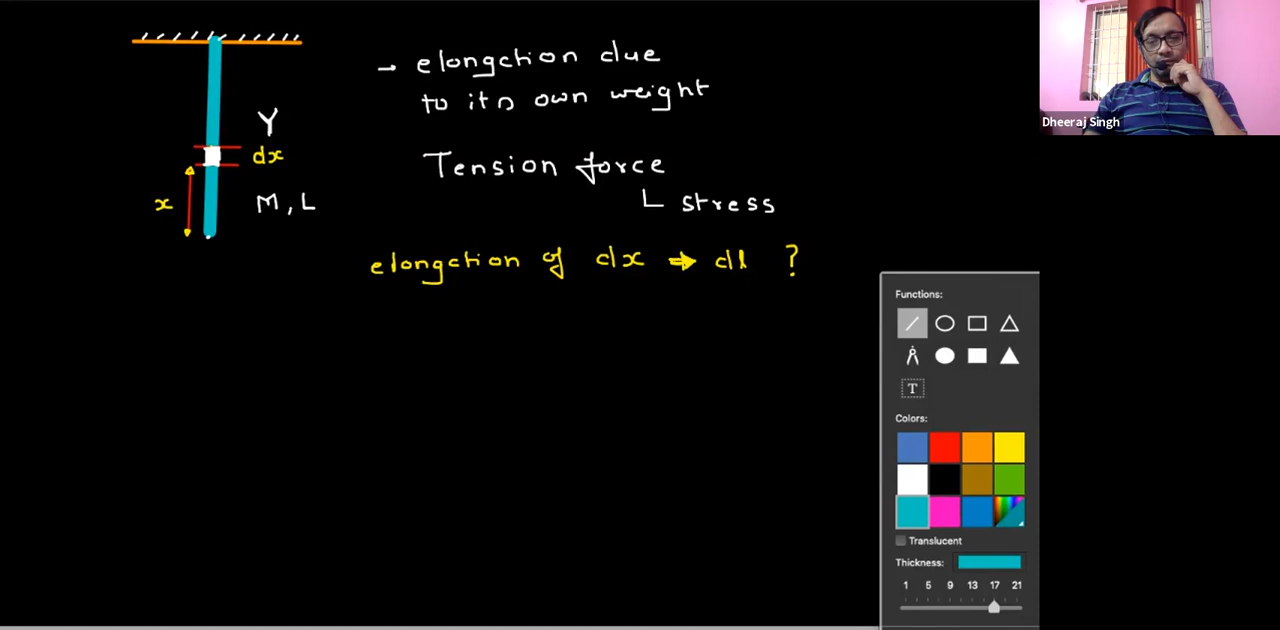 → elongation due
to its own weight
Y
dx
Tension force
x
M, L
└ stress
elongation of dx ⇒ dl ?
Dheeraj Singh
Functions:
T
Colors:
Translucent
Thickness:
1 5 9 13 17 21